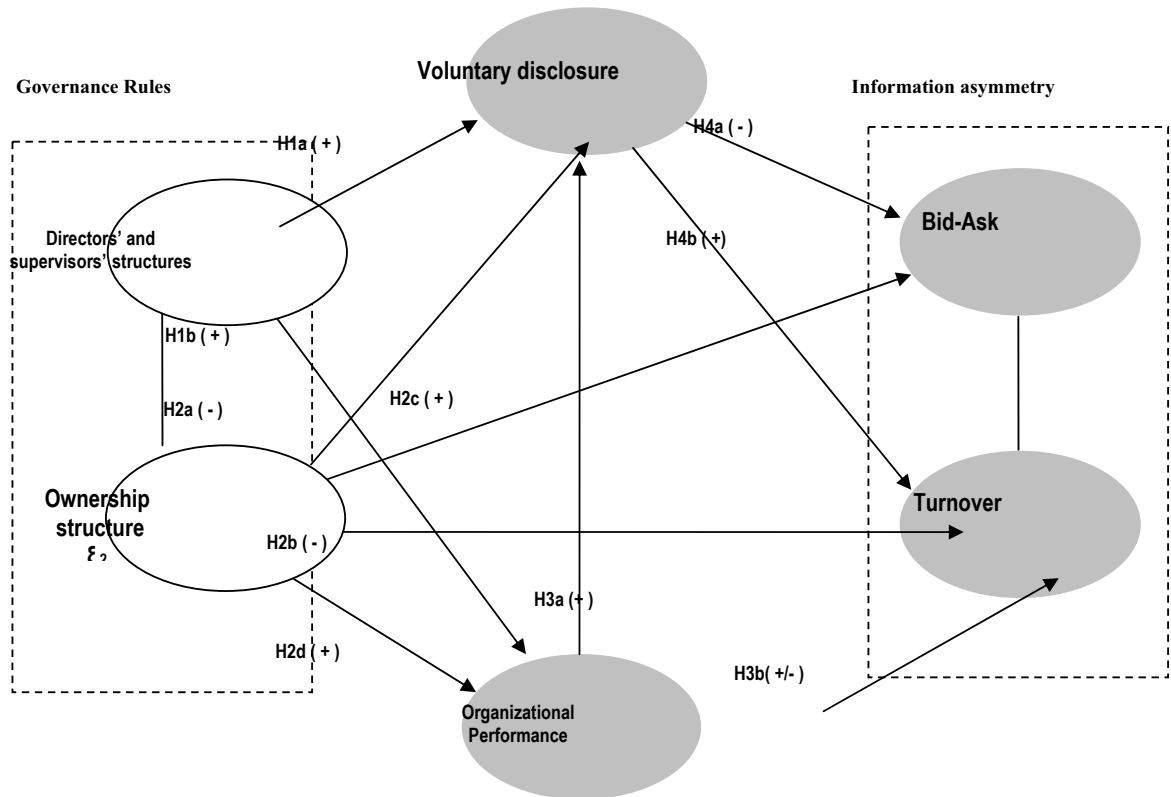 Voluntary disclosure
Governance Rules
Information asymmetry
H1a ( + )
H4a ( - )
Directors’ and
supervisors’ structures
Bid-Ask
H4b ( +)
H1b ( + )
H2a ( - )
H2c ( + )
Ownership
structure
Turnover
H2b ( - )
H3a (+ )
H2d ( + )
H3b( +/- )
Organizational
Performance